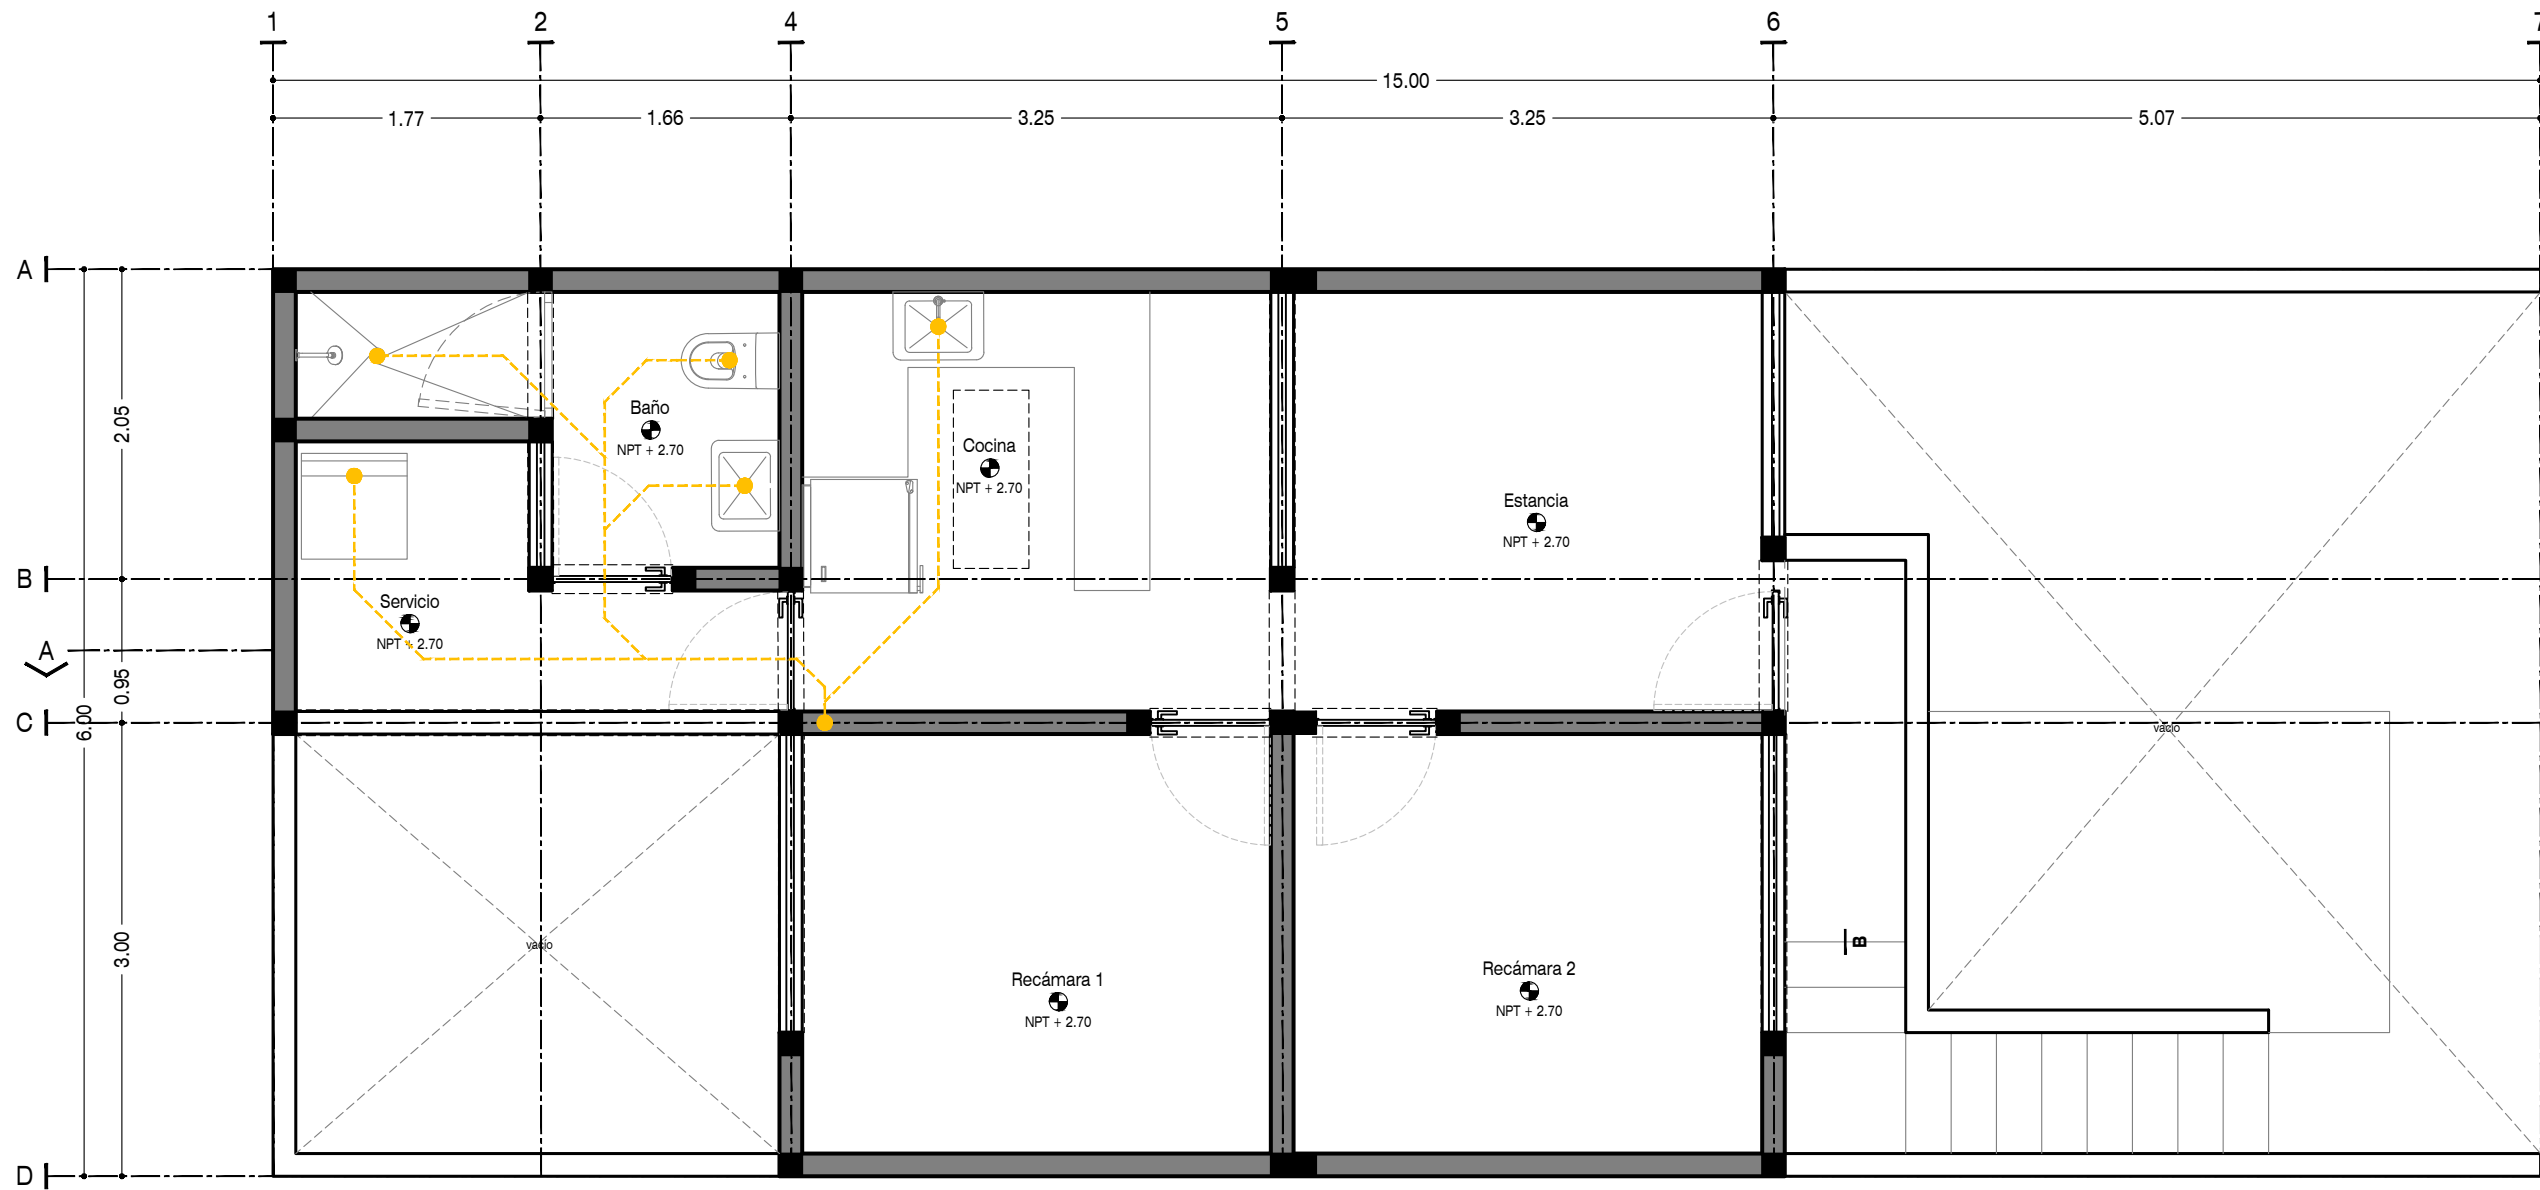 1
2
4
5
6
15.00
1.77
1.66
3.25
3.25
5.07
A
B
A
C
D
2.05
0.95
6.00
3.00
Baño
NPT + 2.70
Cocina
NPT + 2.70
Estancia
NPT + 2.70
Servicio
NPT + 2.70
vacío
vacío
Recámara 1
NPT + 2.70
Recámara 2
NPT + 2.70
B